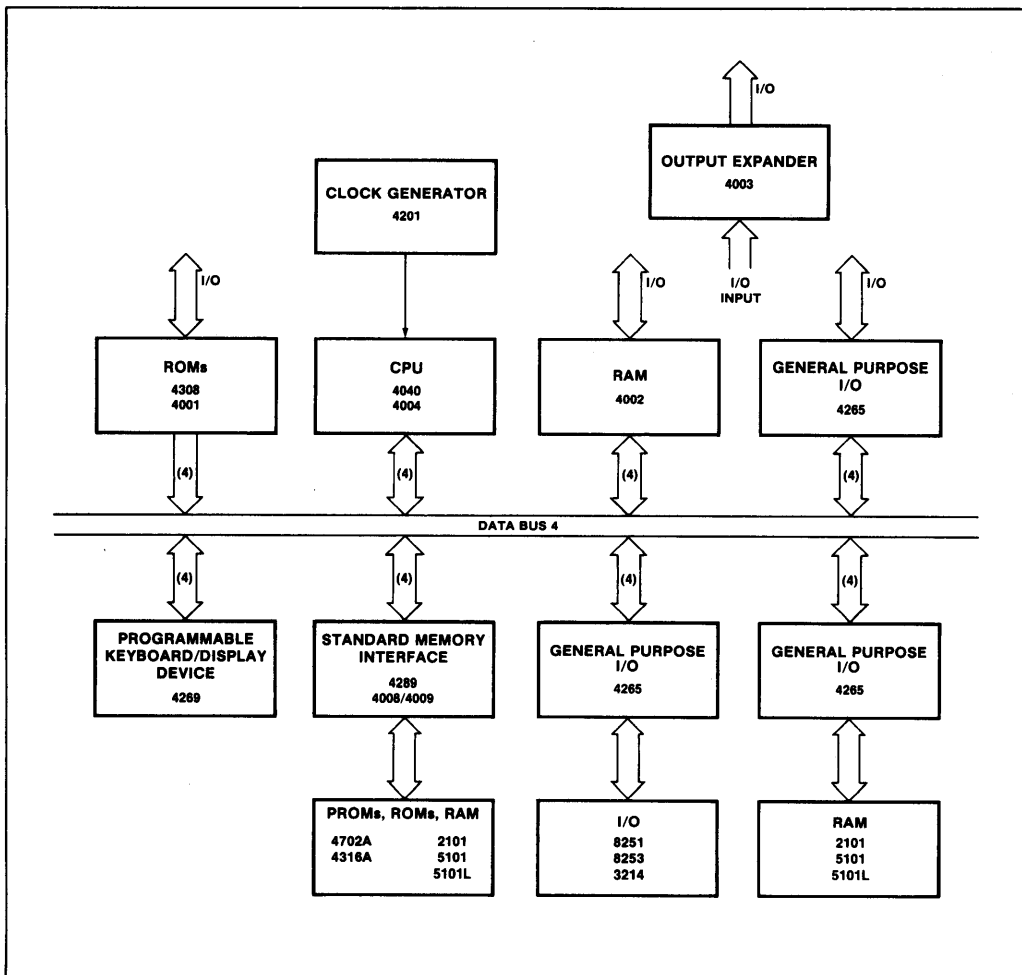 I/O
OUTPUT EXPANDER
4003
CLOCK GENERATOR
4201
I/O
I/O
INPUT
I/O
I/O
ROMs
4308
4001
CPU
4040
4004
RAM
4002
GENERAL PURPOSE
I/O
4265
(4)
(4)
(4)
(4)
DATA BUS 4
(4)
(4)
(4)
(4)
PROGRAMMABLE
KEYBOARD/DISPLAY
DEVICE
4269
STANDARD MEMORY
INTERFACE
4289
4008/4009
GENERAL PURPOSE
I/O
4265
GENERAL PURPOSE
I/O
4265
PROMs, ROMs, RAM
4702A 2101
4316A 5101
5101L
I/O
8251
8253
3214
RAM
2101
5101
5101L